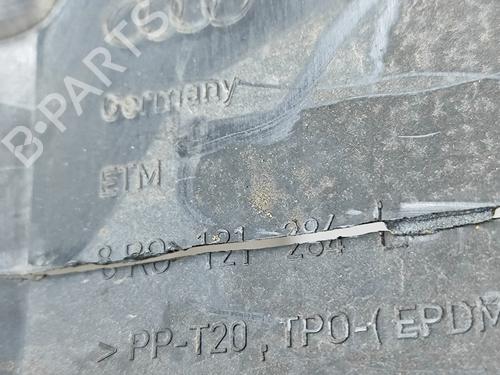 B-PARTS
Germany
ETM
8R0 121 284 L
> PP-T20, TPO-(EPDM